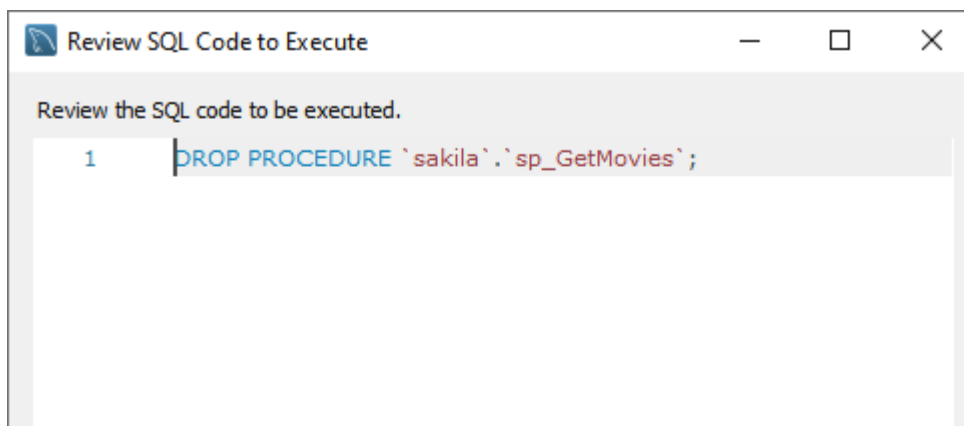 Review SQL Code to Execute
Review the SQL code to be executed.
1 DROP PROCEDURE `sakila`.`sp_GetMovies`;